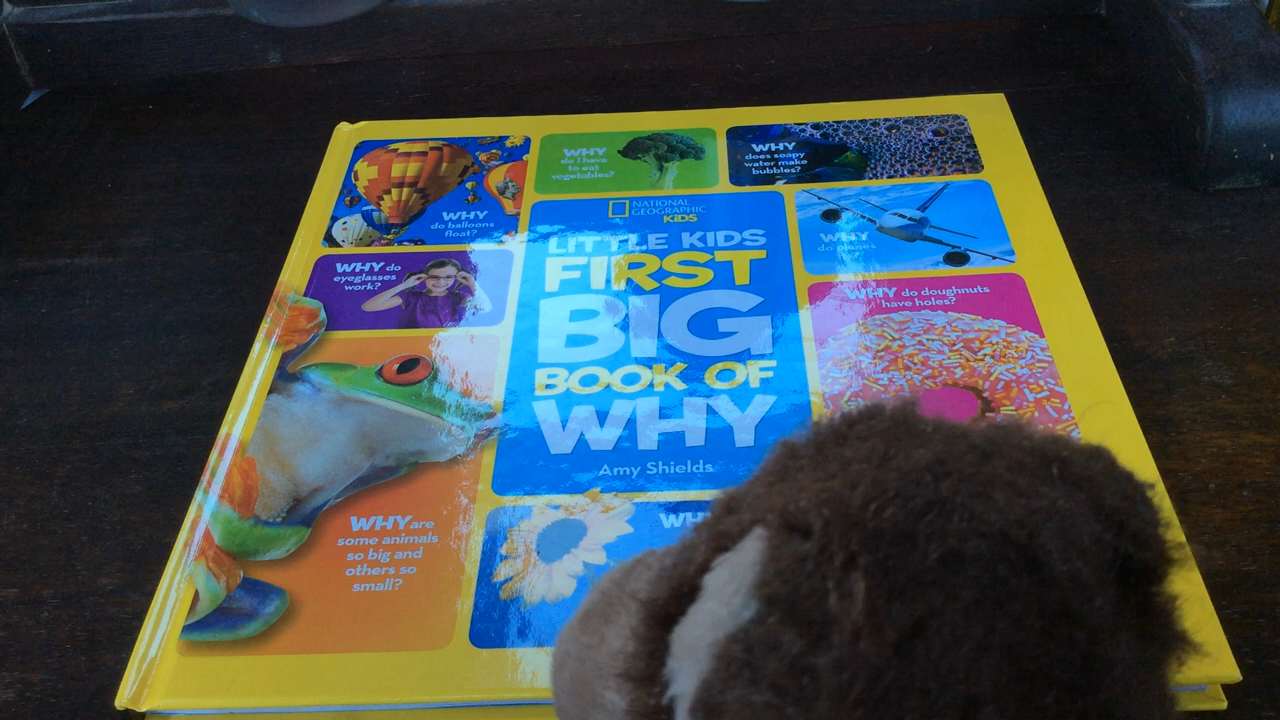 WHY
do balloons
float?
WHY
do I have
to eat
vegetables?
WHY
does soapy
water make
bubbles?
WHY do
eyeglasses
work?
NATIONAL
GEOGRAPHIC
KiDS
LITTLE KIDS
FIRST
BIG
BOOK OF
WHY
Amy Shields
WHY
do planes
WHY do doughnuts
have holes?
WHY are
some animals
so big and
others so
small?